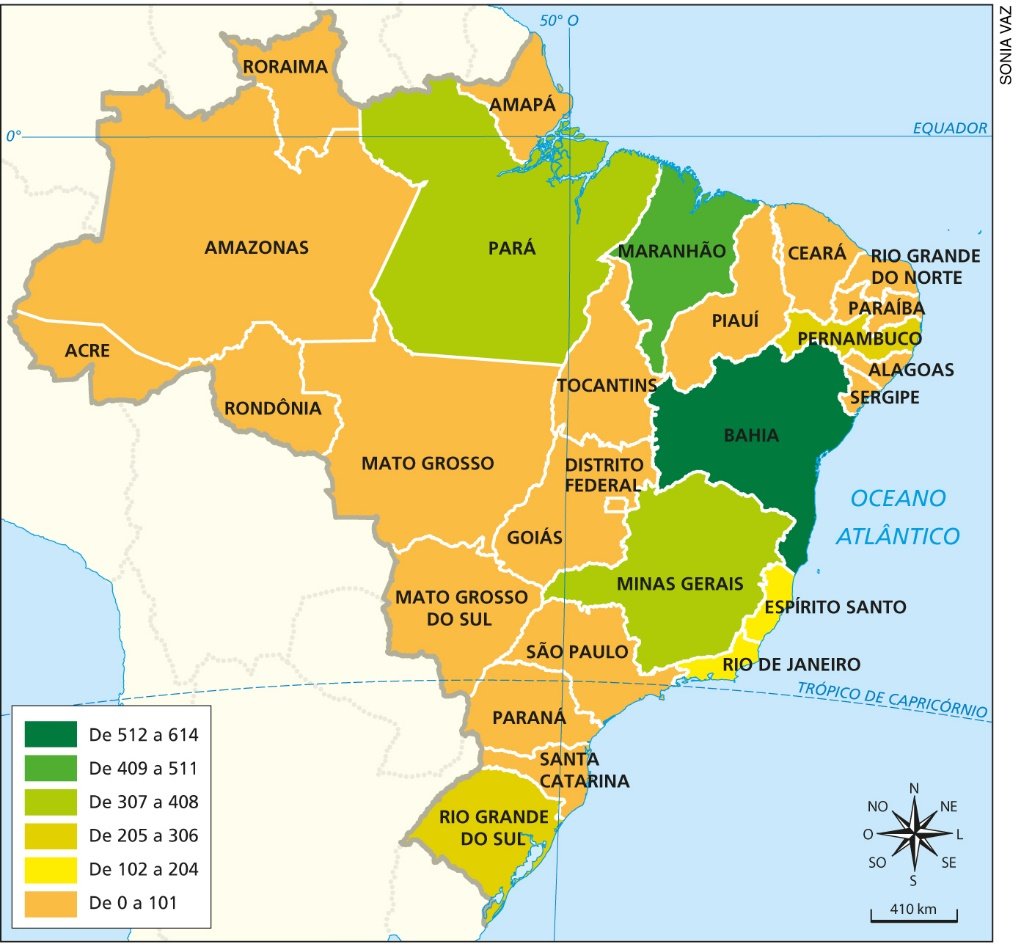 SONIA VAZ
50° O
RORAIMA
AMAPÁ
0°
EQUADOR
AMAZONAS
PARÁ
MARANHÃO
CEARÁ
RIO GRANDE
DO NORTE
PARAÍBA
PIAUÍ
PERNAMBUCO
ACRE
ALAGOAS
TOCANTINS
SERGIPE
RONDÔNIA
BAHIA
MATO GROSSO
DISTRITO
FEDERAL
OCEANO
ATLÂNTICO
GOIÁS
MINAS GERAIS
MATO GROSSO
DO SUL
ESPÍRITO SANTO
SÃO PAULO
RIO DE JANEIRO
TRÓPICO DE CAPRICÓRNIO
PARANÁ
SANTA
CATARINA
RIO GRANDE
DO SUL
De 512 a 614
De 409 a 511
De 307 a 408
De 205 a 306
De 102 a 204
De 0 a 101
N
NO
NE
O
L
SO
SE
S
410 km